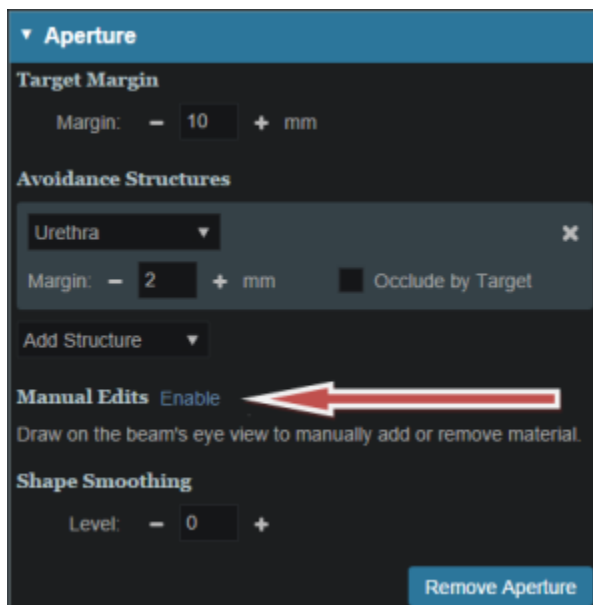 Aperture
Target Margin
Margin: − 10 + mm
Avoidance Structures
Urethra
Margin: − 2 + mm Occlude by Target
Add Structure
Manual Edits Enable
Draw on the beam's eye view to manually add or remove material.
Shape Smoothing
Level: − 0 +
Remove Aperture